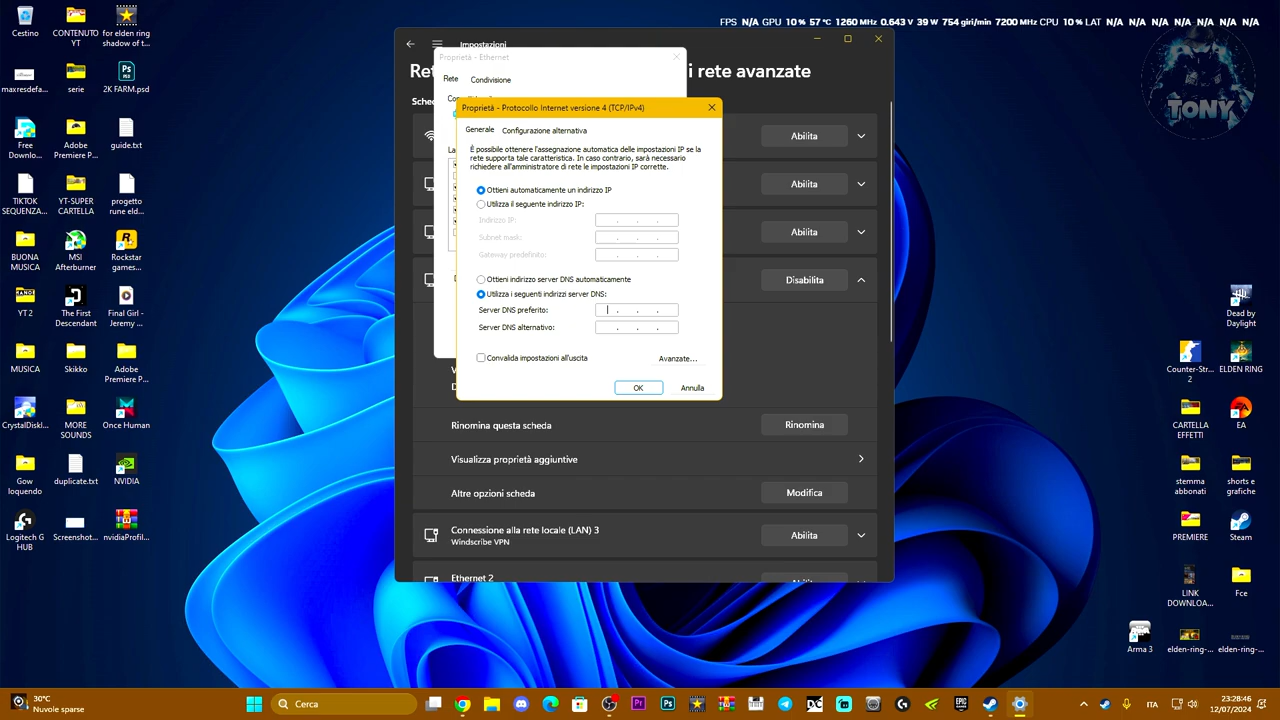 FPS N/A GPU 10 % 57 °C 1260 MHz 0.643 V 39 W 754 giri/min 7200 MHz CPU 10 % LAT N/A N/A N/A N/A N/A N/A
TONY
Cestino
CONTENUTO YT
for elden ring shadow of t...
maxresdefa...
serie
2K FARM.psd
Free Downlo...
Adobe Premiere P...
guide.txt
TIKTOK SEQUENZA...
YT-SUPER CARTELLA
progetto rune eld...
BUONA MUSICA
MSI Afterburner
Rockstar games...
YT 2
The First Descendant
Final Girl - Jeremy ...
MUSICA
Skikko
Adobe Premiere P...
CrystalDiskI...
MORE SOUNDS
Once Human
Gow loquendo
duplicate.txt
NVIDIA
Logitech G HUB
Screenshot...
nvidiaProfil...
Impostazioni
Ret
i rete avanzate
Sched
Abilita
Abilita
Abilita
Disabilita
Proprietà - Ethernet
Rete
Condivisione
Proprietà - Protocollo Internet versione 4 (TCP/IPv4)
Generale
Configurazione alternativa
È possibile ottenere l'assegnazione automatica delle impostazioni IP se la
rete supporta tale caratteristica. In caso contrario, sarà necessario
richiedere all'amministratore di rete le impostazioni IP corrette.
Ottieni automaticamente un indirizzo IP
Utilizza il seguente indirizzo IP:
Indirizzo IP:
Subnet mask:
Gateway predefinito:
Ottieni indirizzo server DNS automaticamente
Utilizza i seguenti indirizzi server DNS:
Server DNS preferito:
Server DNS alternativo:
Convalida impostazioni all'uscita
Avanzate...
OK
Annulla
Rinomina questa scheda
Rinomina
Visualizza proprietà aggiuntive
Altre opzioni scheda
Modifica
Connessione alla rete locale (LAN) 3
Windscribe VPN
Abilita
Ethernet 2
Dead by Daylight
Counter-Str... 2
ELDEN RING
CARTELLA EFFETTI
EA
stemma abbonati
shorts e grafiche
PREMIERE
Steam
LINK DOWNLOA...
Fce
Arma 3
elden-ring-...
elden-ring-...
30°C
Nuvole sparse
Cerca
ITA
23:28:46
12/07/2024